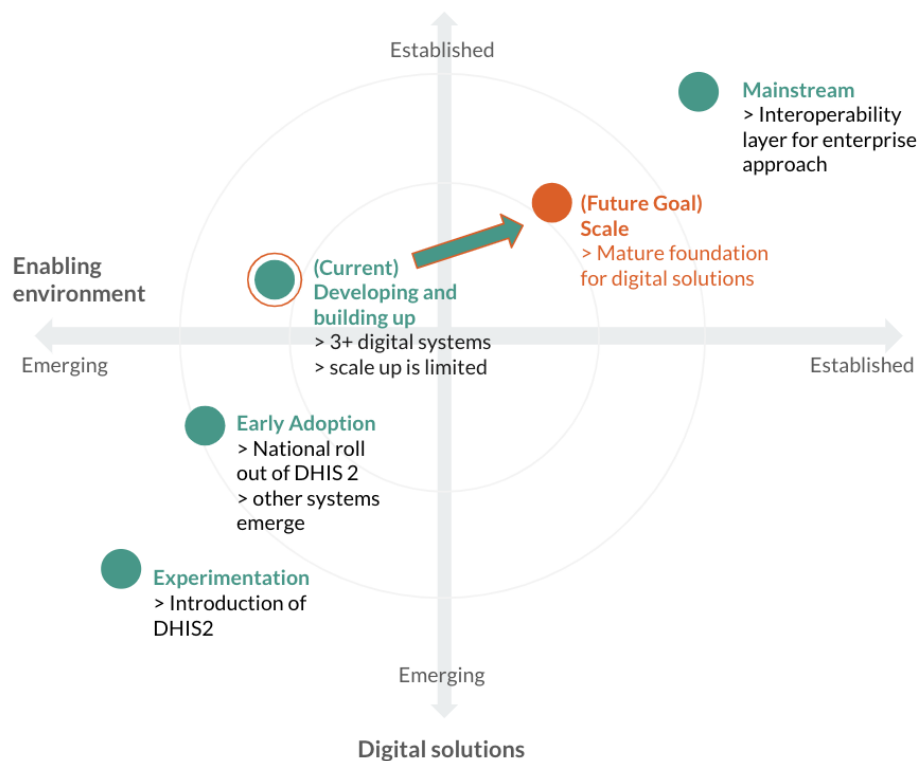 Established
Mainstream
> Interoperability
layer for enterprise
approach
(Future Goal)
Scale
> Mature foundation
for digital solutions
Enabling
environment
(Current)
Developing and
building up
> 3+ digital systems
> scale up is limited
Emerging
Established
Early Adoption
> National roll
out of DHIS 2
> other systems
emerge
Experimentation
> Introduction of
DHIS2
Emerging
Digital solutions